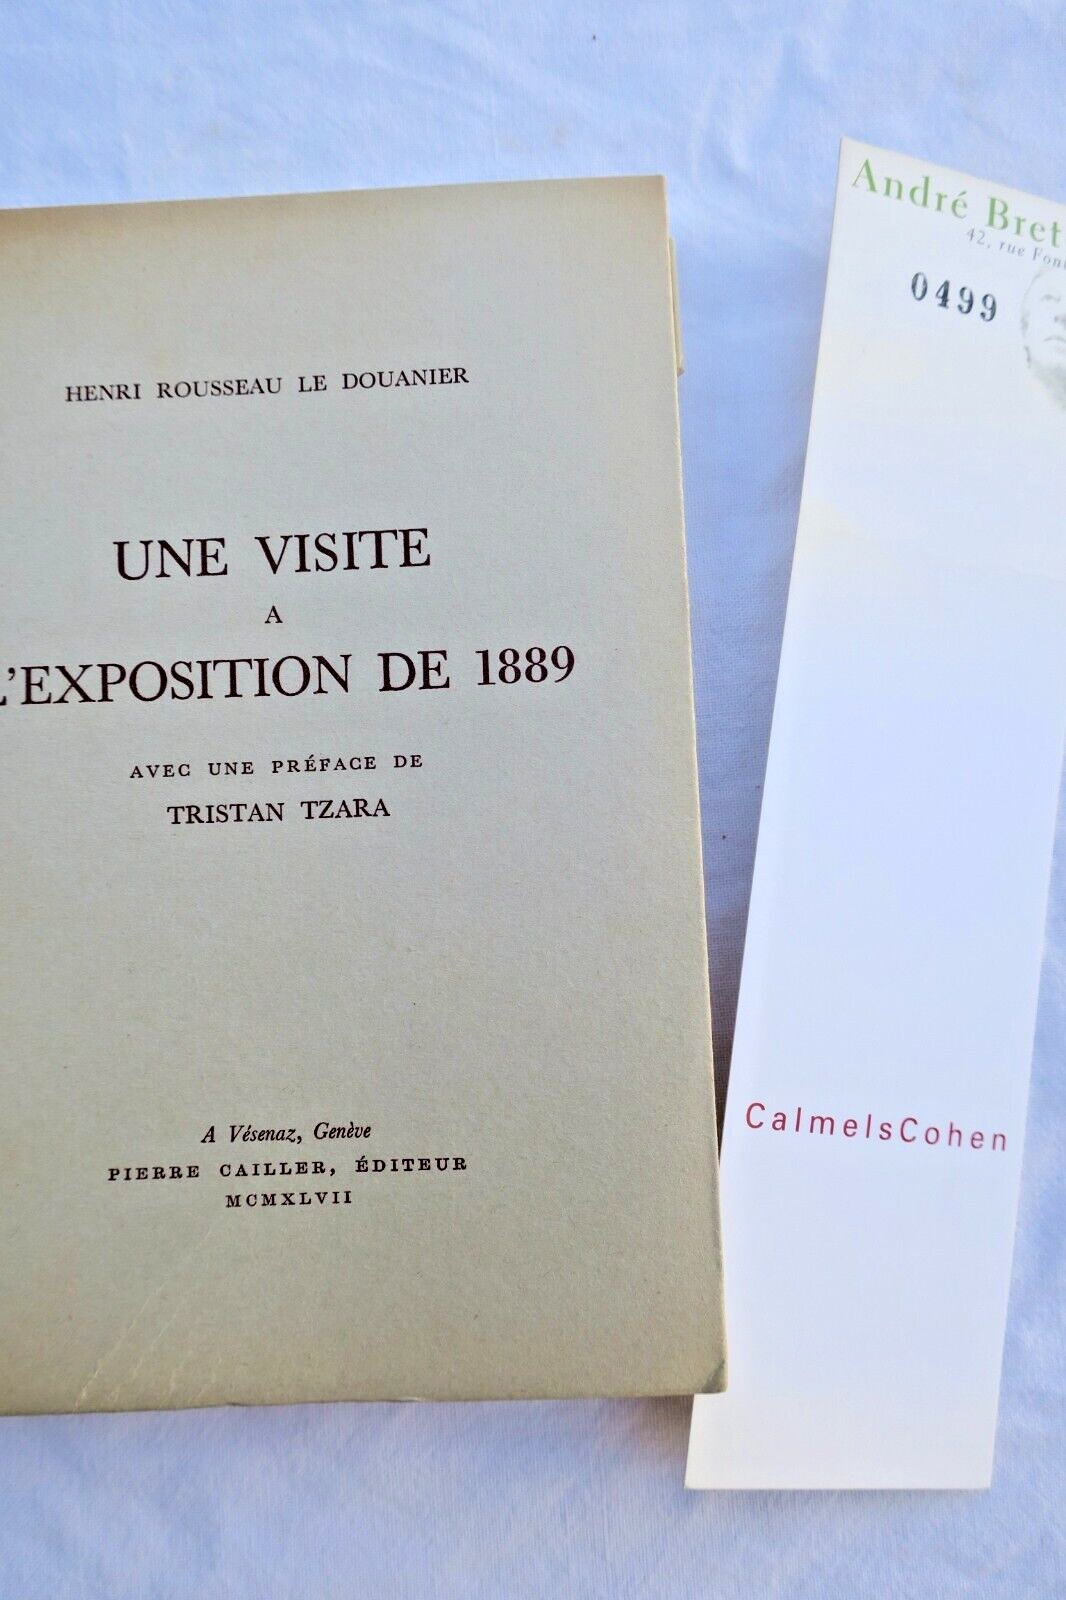 HENRI ROUSSEAU LE DOUANIER
UNE VISITE
A
L'EXPOSITION DE 1889
AVEC UNE PRÉFACE DE
TRISTAN TZARA
A Vésenaz, Genève
PIERRE CAILLER, ÉDITEUR
MCMXLVII
André Bret
42, rue Font
0499
CalmelsCohen